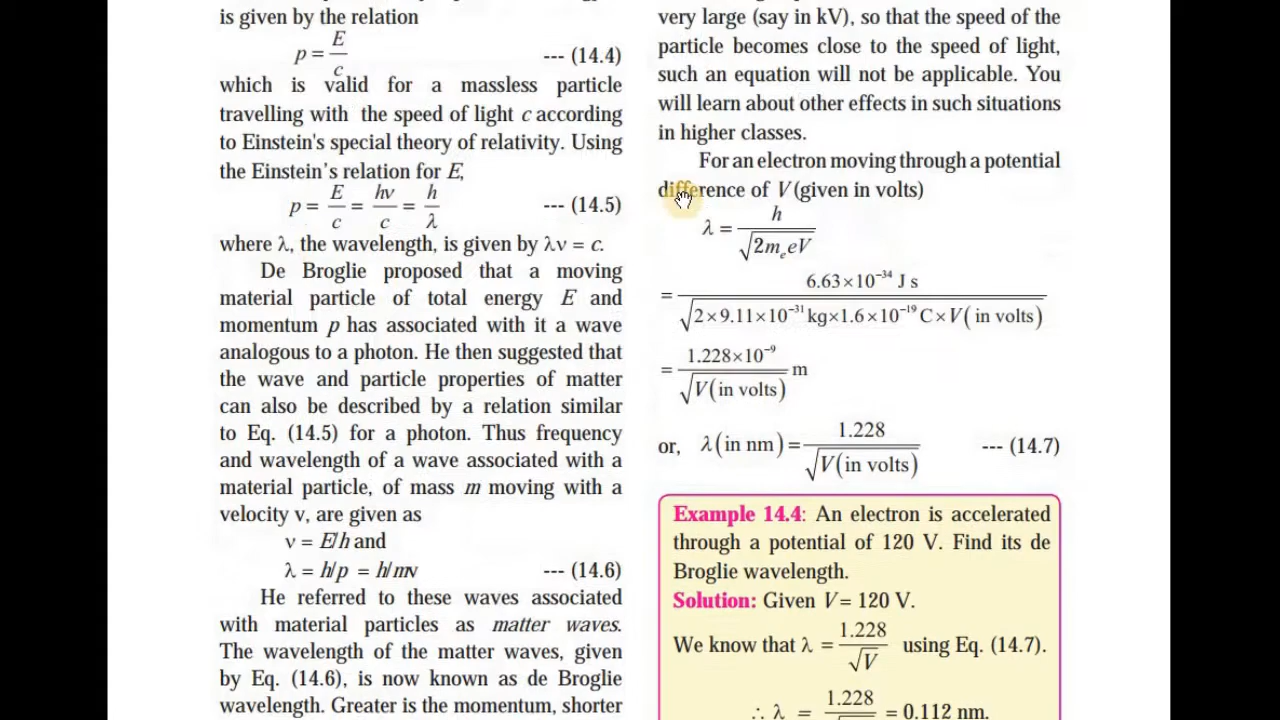 is given by the relation
p = E/c --- (14.4)
which is valid for a massless particle
travelling with the speed of light c according
to Einstein's special theory of relativity. Using
the Einstein's relation for E,
p = E/c = hν/c = h/λ --- (14.5)
where λ, the wavelength, is given by λν = c.
De Broglie proposed that a moving
material particle of total energy E and
momentum p has associated with it a wave
analogous to a photon. He then suggested that
the wave and particle properties of matter
can also be described by a relation similar
to Eq. (14.5) for a photon. Thus frequency
and wavelength of a wave associated with a
material particle, of mass m moving with a
velocity v, are given as
ν = E/h and
λ = h/p = h/mv --- (14.6)
He referred to these waves associated
with material particles as matter waves.
The wavelength of the matter waves, given
by Eq. (14.6), is now known as de Broglie
wavelength. Greater is the momentum, shorter
very large (say in kV), so that the speed of the
particle becomes close to the speed of light,
such an equation will not be applicable. You
will learn about other effects in such situations
in higher classes.
For an electron moving through a potential
difference of V (given in volts)
λ = h/√(2mₑeV)
= 6.63×10⁻³⁴ J s/√(2×9.11×10⁻³¹ kg×1.6×10⁻¹⁹ C×V(in volts))
= 1.228×10⁻⁹/√V(in volts) m
or, λ(in nm) = 1.228/√V(in volts) --- (14.7)
Example 14.4: An electron is accelerated
through a potential of 120 V. Find its de
Broglie wavelength.
Solution: Given V = 120 V.
We know that λ = 1.228/√V using Eq. (14.7).
∴ λ = 1.228 = 0.112 nm.